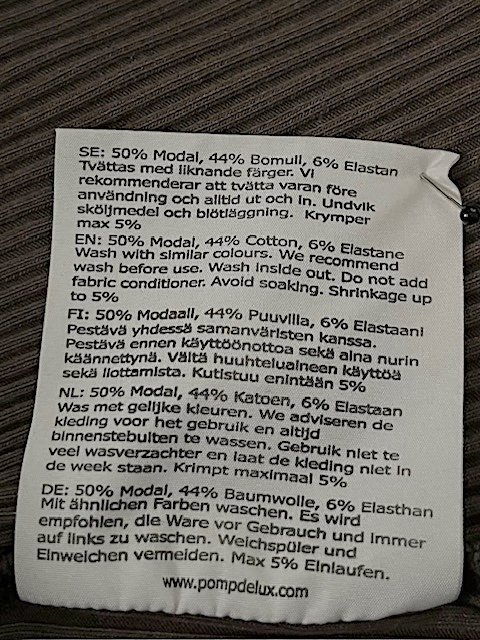 SE: 50% Modal, 44% Bomull, 6% Elastan
Tvättas med liknande färger. Vi
rekommenderar att tvätta varan före
användning och alltid ut och in. Undvik
sköljmedel och blötläggning. Krymper
max 5%
EN: 50% Modal, 44% Cotton, 6% Elastane
Wash with similar colours. We recommend
wash before use. Wash inside out. Do not add
fabric conditioner. Avoid soaking. Shrinkage up
to 5%
FI: 50% Modaali, 44% Puuvilla, 6% Elastaani
Pestävä yhdessä samanväristen kanssa.
Pestävä ennen käyttöönottoa sekä aina nurin
käännettynä. Vältä huuhteluaineen käyttöä
sekä liottamista. Kutistuu enintään 5%
NL: 50% Modal, 44% Katoen, 6% Elastaan
Was met gelijke kleuren. We adviseren de
kleding voor het gebruik en altijd
binnenstebuiten te wassen. Gebruik niet te
veel wasverzachter en laat de kleding niet in
de week staan. Krimpt maximaal 5%
DE: 50% Modal, 44% Baumwolle, 6% Elasthan
Mit ähnlichen Farben waschen. Es wird
empfohlen, die Ware vor Gebrauch und immer
auf links zu waschen. Weichspüler und
Einweichen vermeiden. Max 5% Einlaufen.
www.pompdelux.com